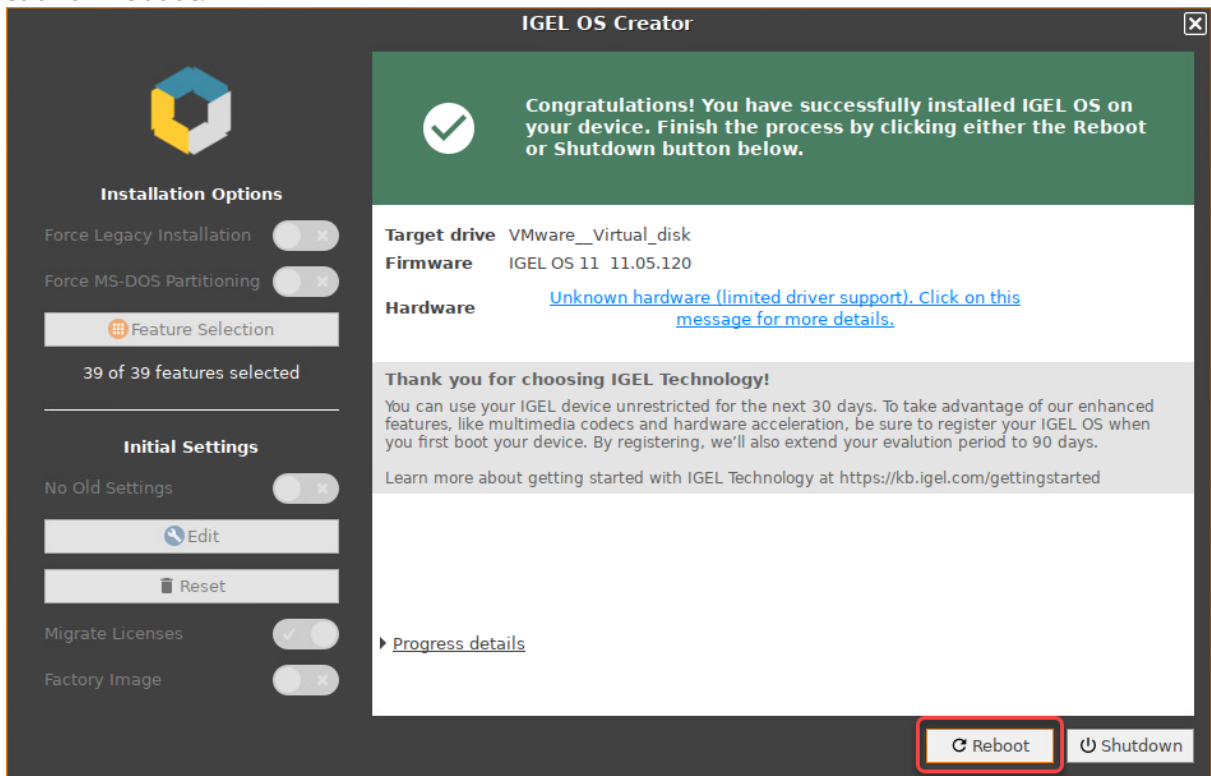 IGEL OS Creator
Congratulations! You have successfully installed IGEL OS on
your device. Finish the process by clicking either the Reboot
or Shutdown button below.
Installation Options
Force Legacy Installation
Force MS-DOS Partitioning
Feature Selection
39 of 39 features selected
Initial Settings
No Old Settings
Edit
Reset
Migrate Licenses
Factory Image
Target drive VMware__Virtual_disk
Firmware IGEL OS 11 11.05.120
Hardware Unknown hardware (limited driver support). Click on this
message for more details.
Thank you for choosing IGEL Technology!
You can use your IGEL device unrestricted for the next 30 days. To take advantage of our enhanced
features, like multimedia codecs and hardware acceleration, be sure to register your IGEL OS when
you first boot your device. By registering, we'll also extend your evalution period to 90 days.
Learn more about getting started with IGEL Technology at https://kb.igel.com/gettingstarted
Progress details
Reboot
Shutdown